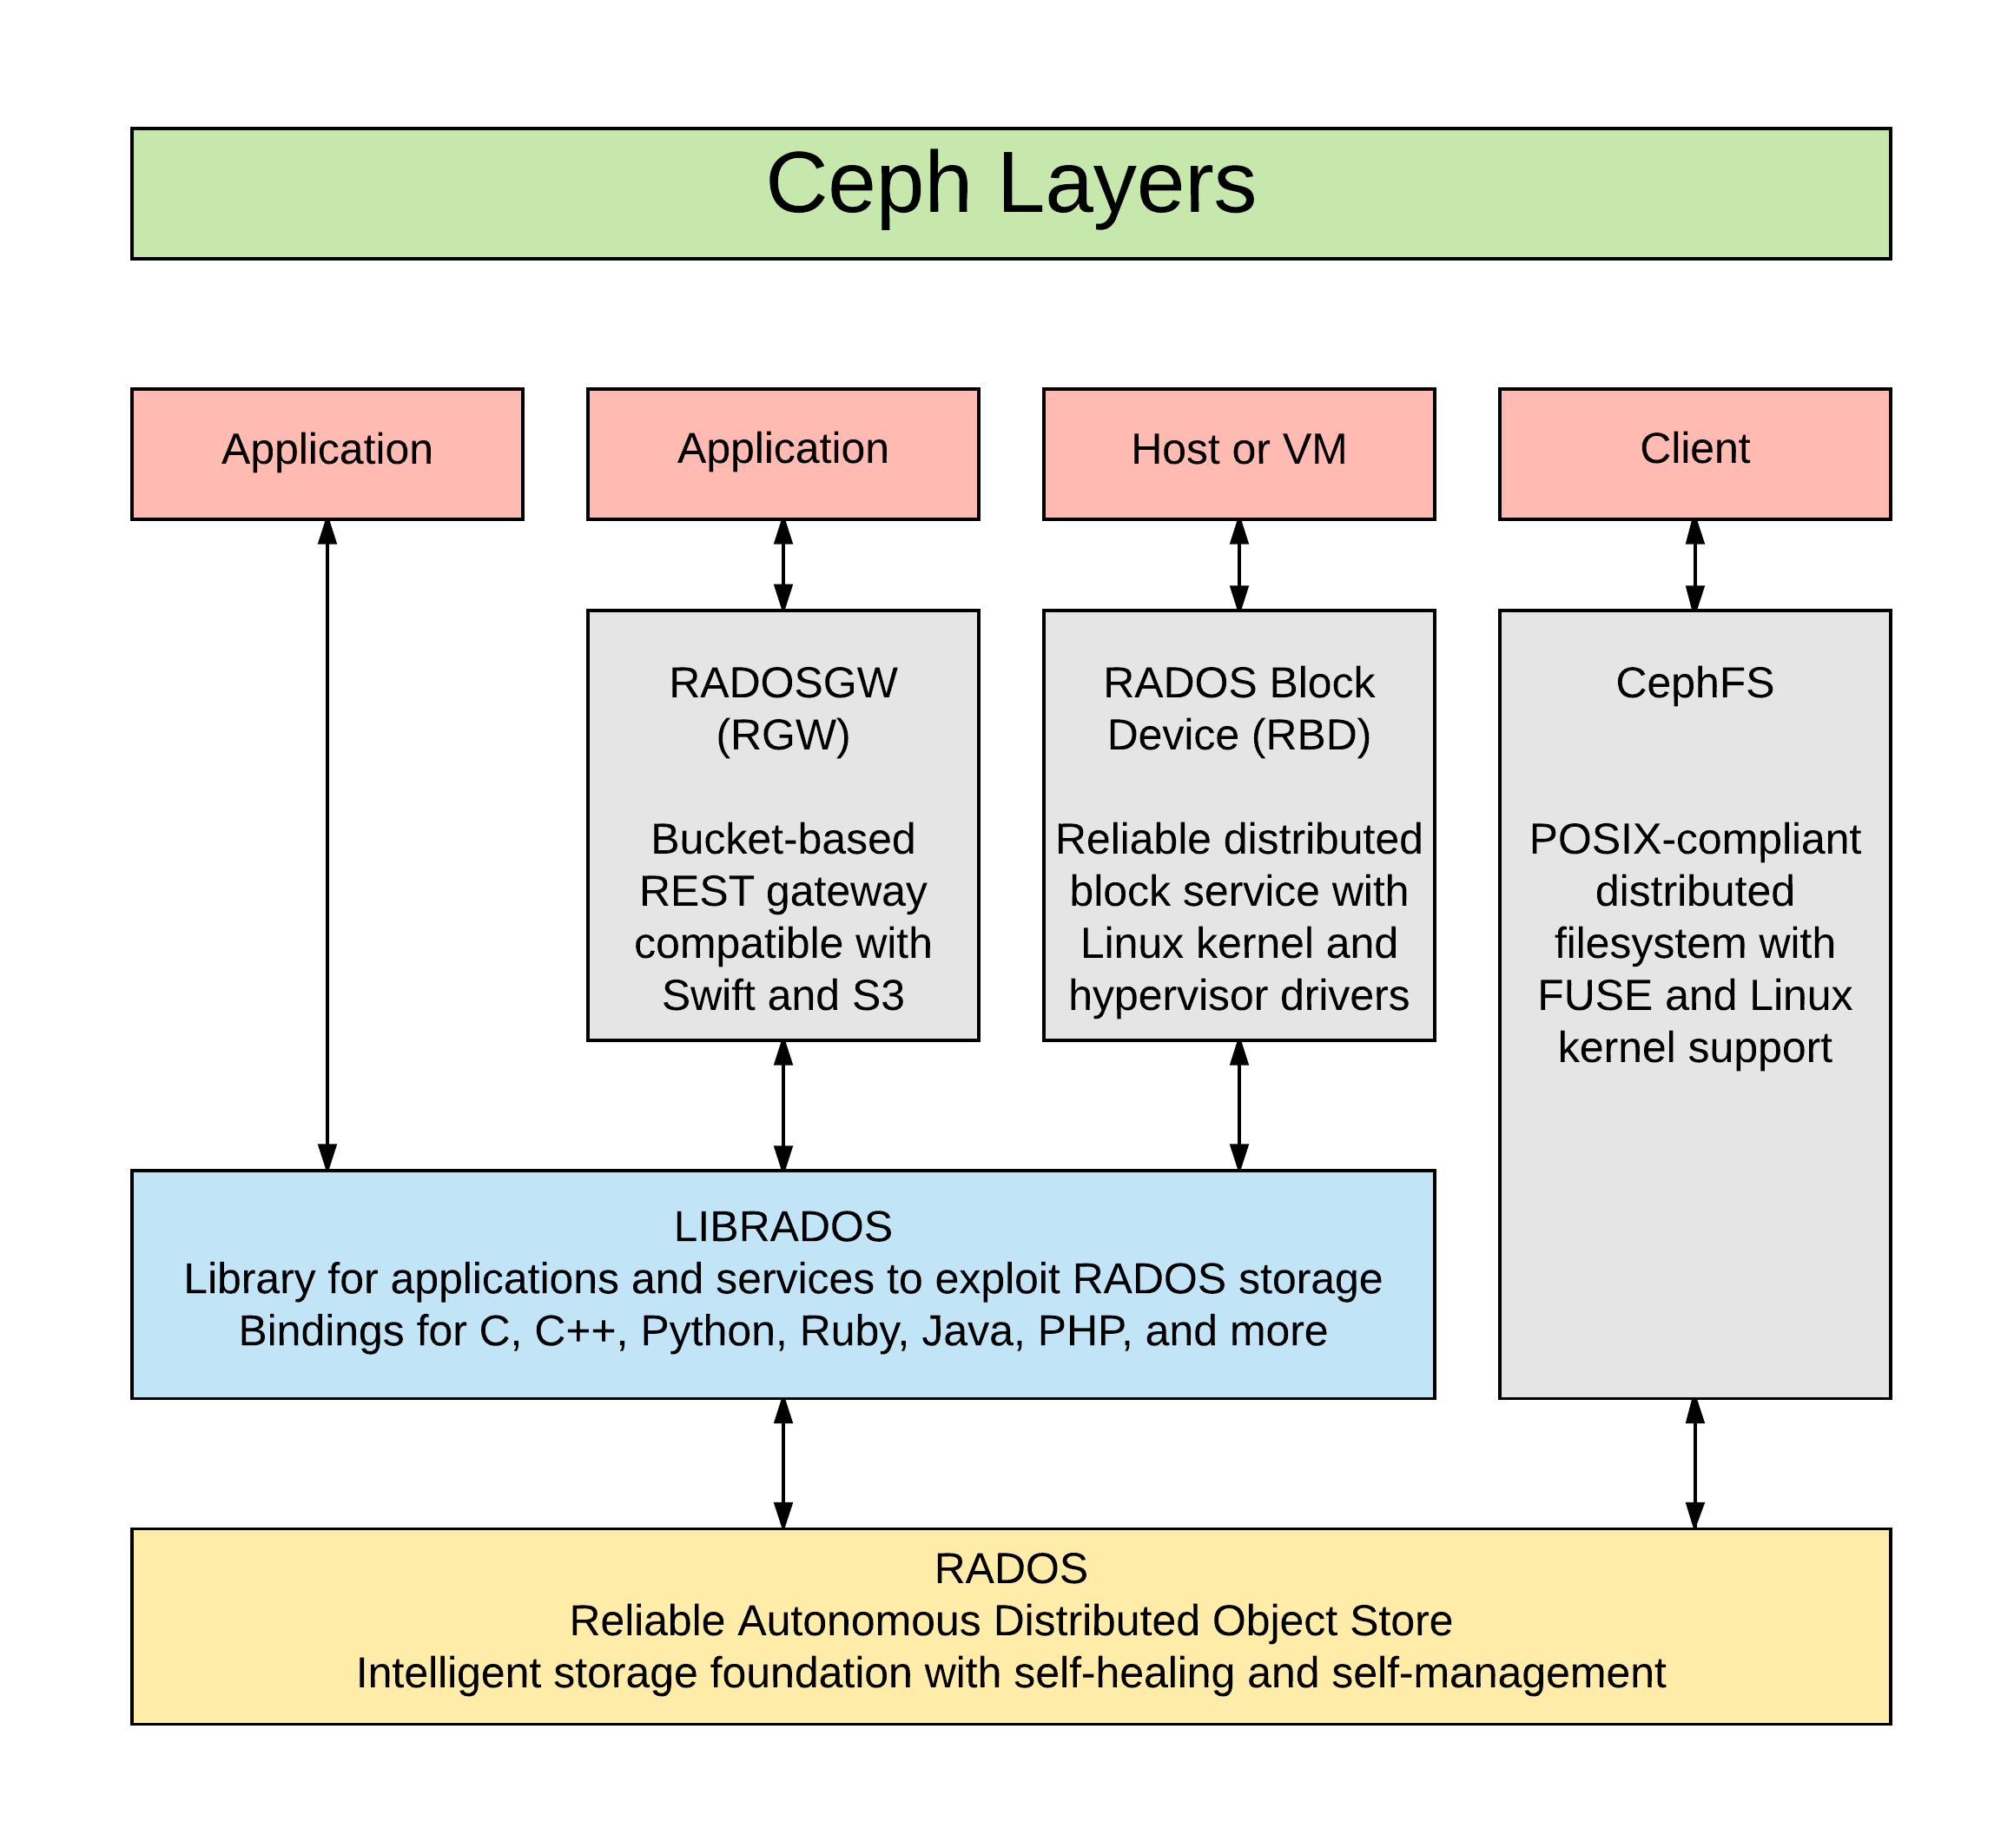 Ceph Layers
Application
Application
Host or VM
Client
RADOSGW
(RGW)
Bucket-based
REST gateway
compatible with
Swift and S3
RADOS Block
Device (RBD)
Reliable distributed
block service with
Linux kernel and
hypervisor drivers
CephFS
POSIX-compliant
distributed
filesystem with
FUSE and Linux
kernel support
LIBRADOS
Library for applications and services to exploit RADOS storage
Bindings for C, C++, Python, Ruby, Java, PHP, and more
RADOS
Reliable Autonomous Distributed Object Store
Intelligent storage foundation with self-healing and self-management